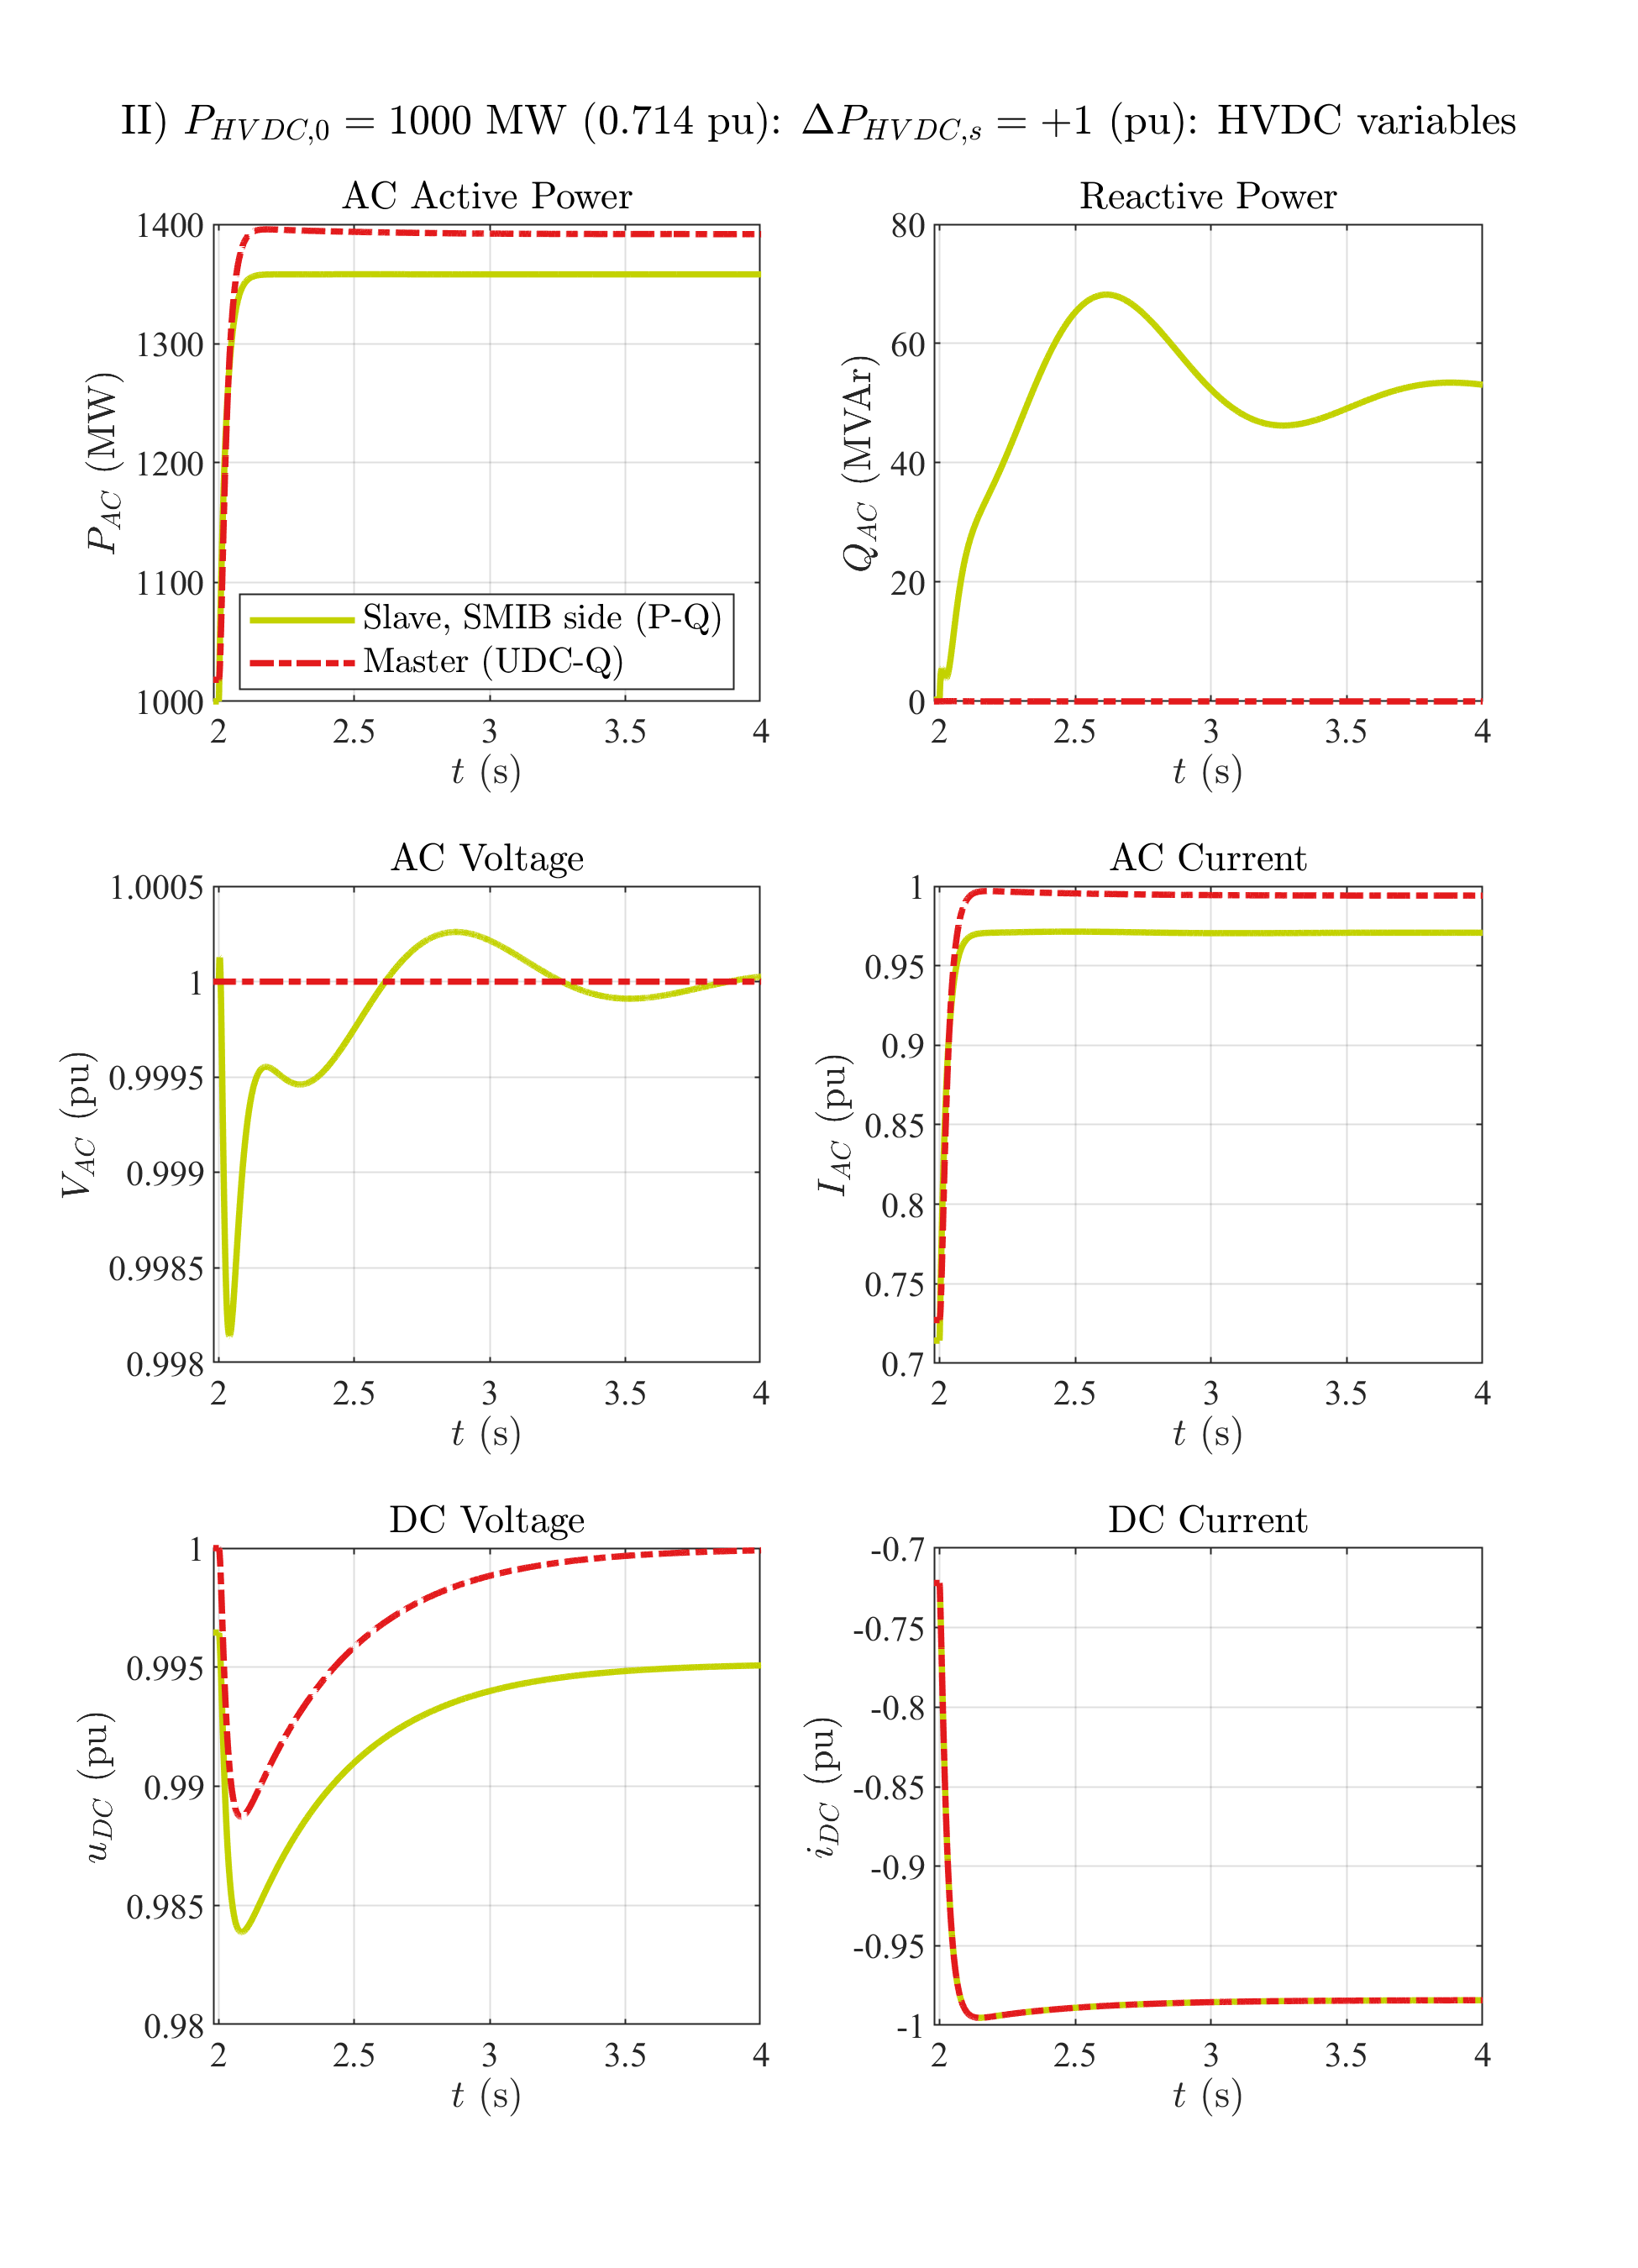 II) P_{HVDC,0} = 1000 MW (0.714 pu): ΔP_{HVDC,s} = +1 (pu): HVDC variables
AC Active Power
1400
1300
1200
1100
1000
P_{AC} (MW)
Slave, SMIB side (P-Q)
Master (UDC-Q)
2 2.5 3 3.5 4
t (s)
Reactive Power
80
60
40
20
0
Q_{AC} (MVAr)
2 2.5 3 3.5 4
t (s)
AC Voltage
1.0005
1
0.9995
0.999
0.9985
0.998
V_{AC} (pu)
2 2.5 3 3.5 4
t (s)
AC Current
1
0.95
0.9
0.85
0.8
0.75
0.7
I_{AC} (pu)
2 2.5 3 3.5 4
t (s)
DC Voltage
1
0.995
0.99
0.985
0.98
u_{DC} (pu)
2 2.5 3 3.5 4
t (s)
DC Current
-0.7
-0.75
-0.8
-0.85
-0.9
-0.95
-1
i_{DC} (pu)
2 2.5 3 3.5 4
t (s)